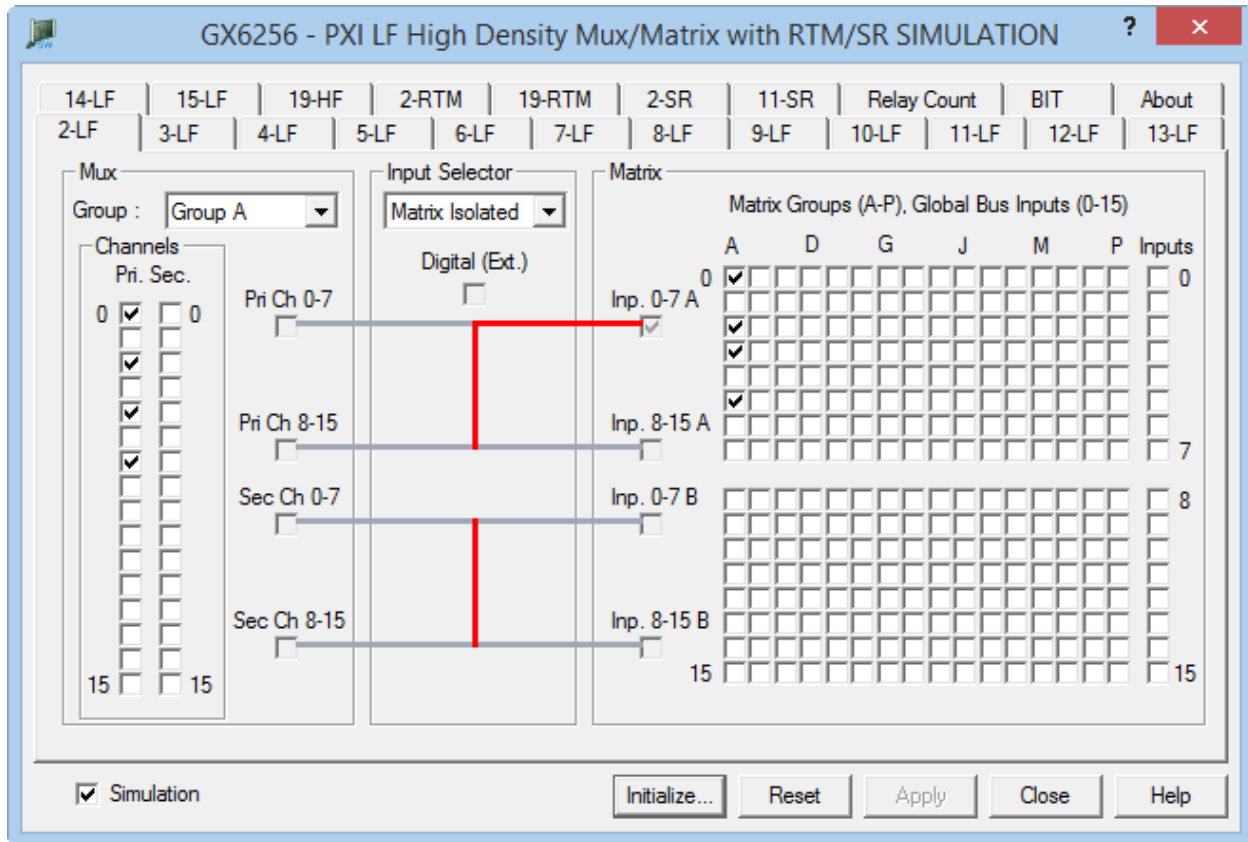 GX6256 - PXI LF High Density Mux/Matrix with RTM/SR SIMULATION ?
14-LF 15-LF 19-HF 2-RTM 19-RTM 2-SR 11-SR Relay Count BIT About
2-LF 3-LF 4-LF 5-LF 6-LF 7-LF 8-LF 9-LF 10-LF 11-LF 12-LF 13-LF
Mux
Group : Group A
Channels
Pri. Sec.
0 0
15 15
Pri Ch 0-7
Pri Ch 8-15
Sec Ch 0-7
Sec Ch 8-15
Input Selector
Matrix Isolated
Digital (Ext.)
Matrix
Matrix Groups (A-P), Global Bus Inputs (0-15)
A D G J M P Inputs
0 0
Inp. 0-7 A
Inp. 8-15 A
7
Inp. 0-7 B
8
Inp. 8-15 B
15 15
Simulation
Initialize... Reset Apply Close Help